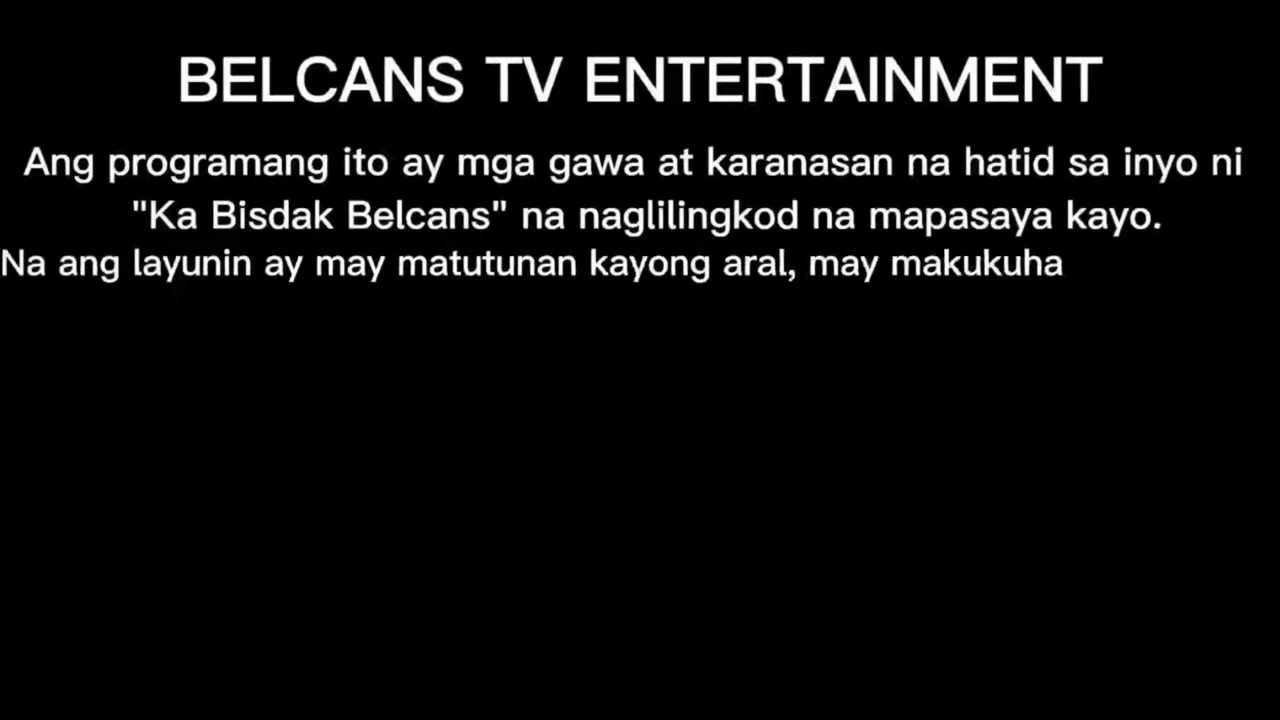 BELCANS TV ENTERTAINMENT
Ang programang ito ay mga gawa at karanasan na hatid sa inyo ni
"Ka Bisdak Belcans" na naglilingkod na mapasaya kayo.
Na ang layunin ay may matutunan kayong aral, may makukuha